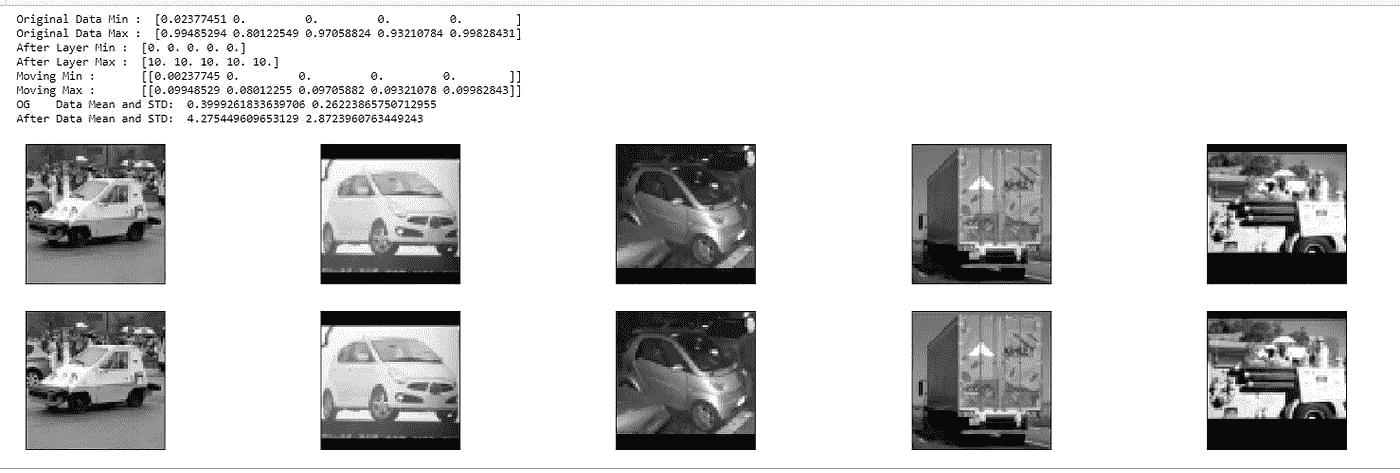 Original Data Min :  [0.02377451 0.         0.         0.         0.        ]
Original Data Max :  [0.99485294 0.80122549 0.97058824 0.93210784 0.99828431]
After Layer Min :  [0. 0. 0. 0. 0.]
After Layer Max :  [10. 10. 10. 10. 10.]
Moving Min :       [[0.00237745 0.         0.         0.         0.        ]]
Moving Max :       [[0.09948529 0.08012255 0.09705882 0.09321078 0.09982843]]
OG    Data Mean and STD:  0.3999261833639706 0.26223865750712955
After Data Mean and STD:  4.275449609653129 2.8723960763449243